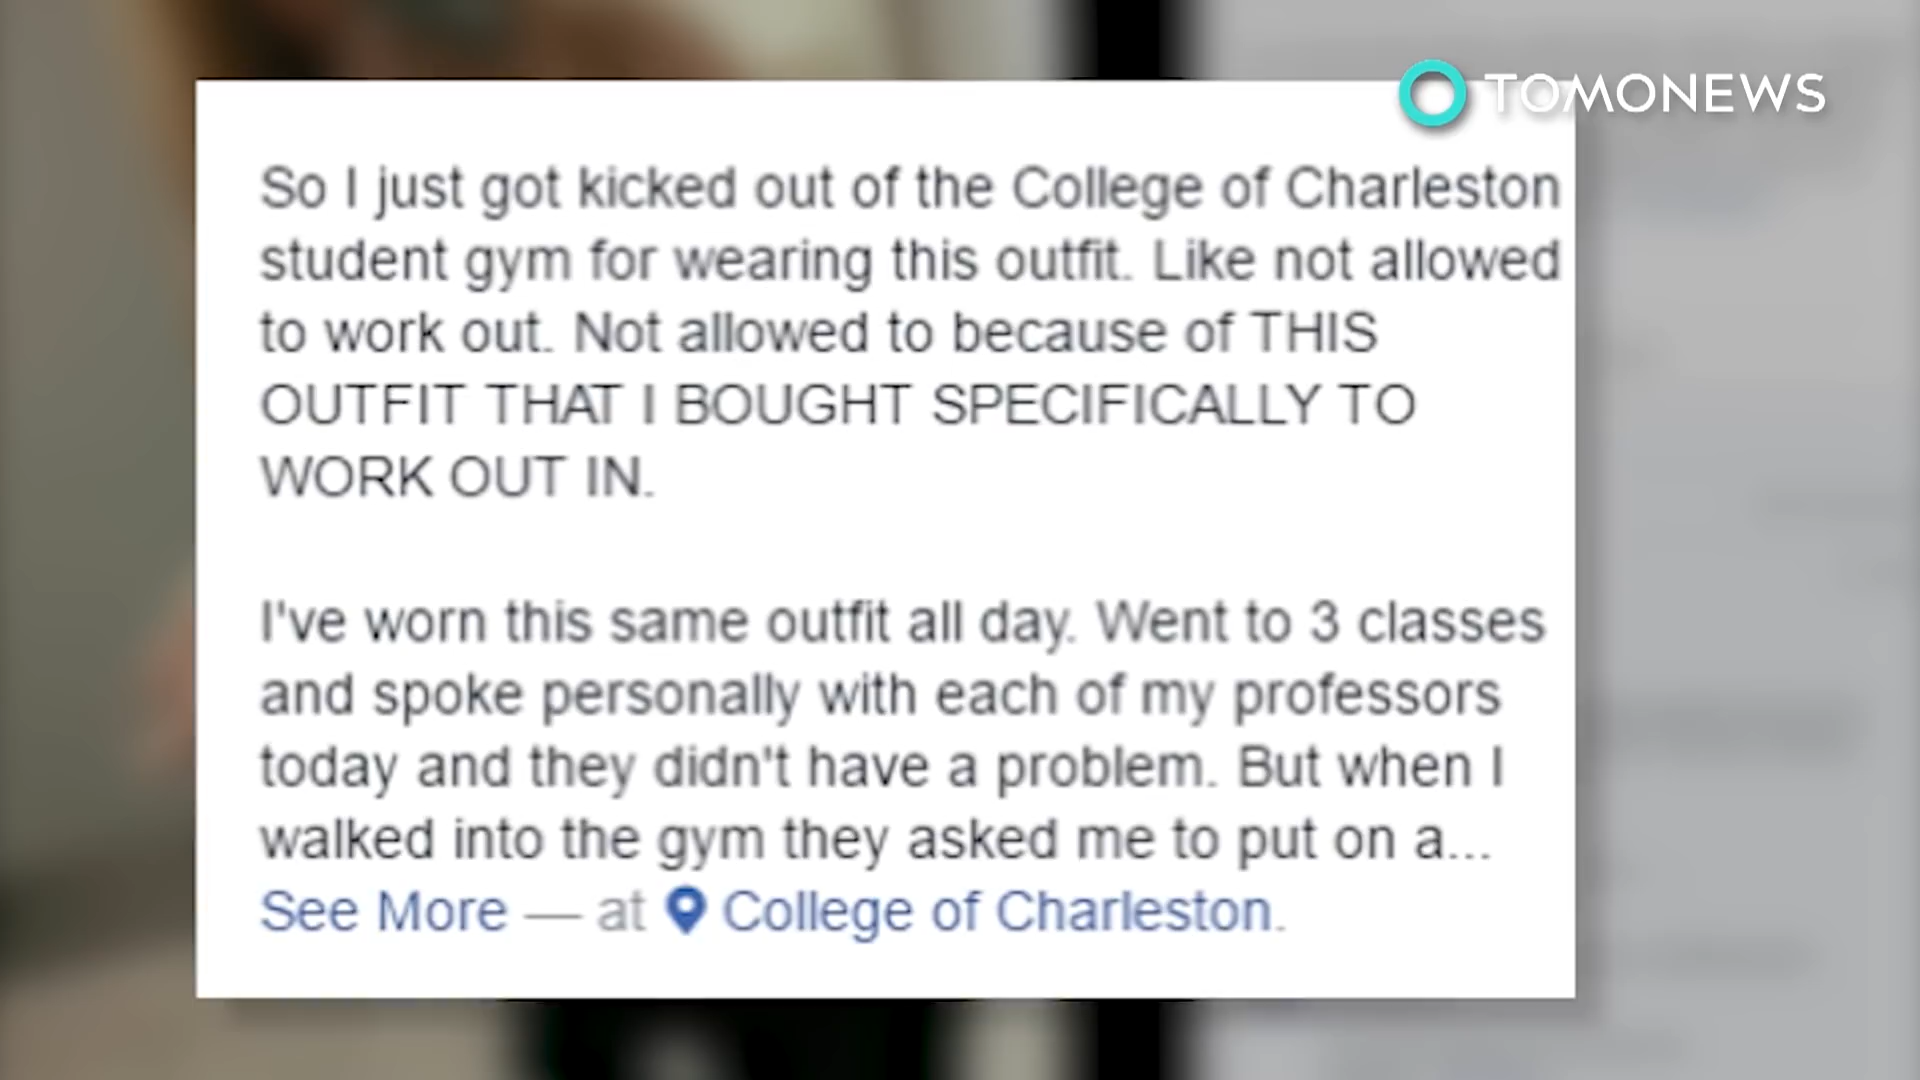 TOMONEWS
So I just got kicked out of the College of Charleston
student gym for wearing this outfit. Like not allowed
to work out. Not allowed to because of THIS
OUTFIT THAT I BOUGHT SPECIFICALLY TO
WORK OUT IN.
I've worn this same outfit all day. Went to 3 classes
and spoke personally with each of my professors
today and they didn't have a problem. But when I
walked into the gym they asked me to put on a...
See More — at College of Charleston.